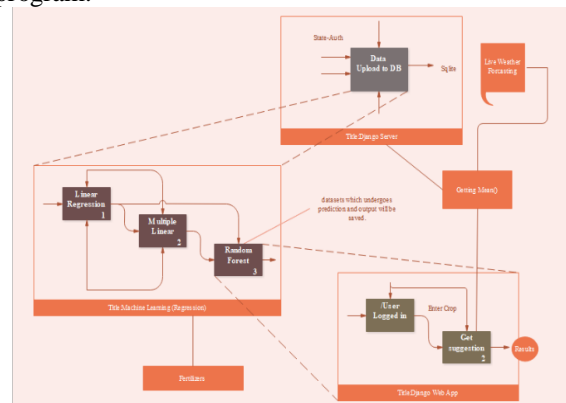 program.
State-Auth
Data
Upload to DB
Sqlite
Live Weather
Forcasting
Title Django Server
Getting Mean()
Linear
Regression
1
Multiple
Linear
2
Random
Forest
3
datasets which undergoes
prediction and output will be
saved.
Title Machine Learning (Regression)
Fertilizers
/User
Logged in
Enter Crop
Get
suggestion
2
Results
Title Django Web App